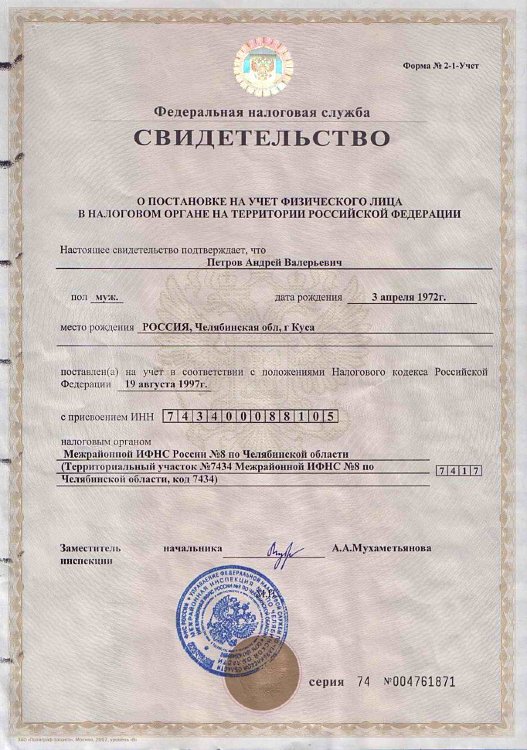 Форма № 2-1-Учет
Федеральная налоговая служба
СВИДЕТЕЛЬСТВО
О ПОСТАНОВКЕ НА УЧЕТ ФИЗИЧЕСКОГО ЛИЦА
В НАЛОГОВОМ ОРГАНЕ НА ТЕРРИТОРИИ РОССИЙСКОЙ ФЕДЕРАЦИИ
Настоящее свидетельство подтверждает, что
Петров Андрей Валерьевич
пол муж. дата рождения 3 апреля 1972г.
место рождения РОССИЯ, Челябинская обл, г Куса
поставлен(а) на учет в соответствии с положениями Налогового кодекса Российской
Федерации 19 августа 1997г.
с присвоением ИНН 743400088105
налоговым органом
Межрайонной ИФНС России №8 по Челябинской области
(Территориальный участок №7434 Межрайонной ИФНС №8 по 7417
Челябинской области, код 7434)
Заместитель начальника А.А.Мухаметьянова
инспекции
серия 74 №004761871